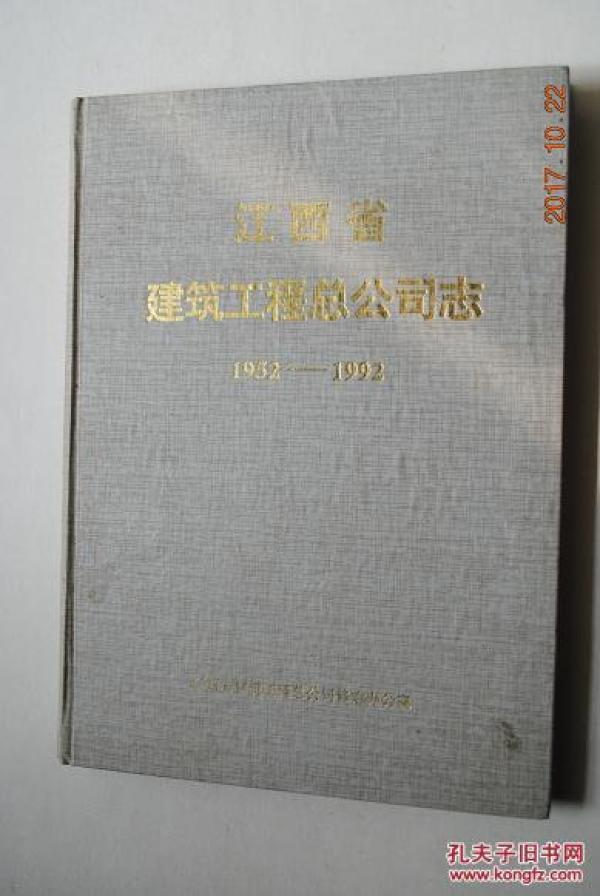 江西省
建筑工程总公司志
1952——1992
2017.10.22
孔夫子旧书网
www.kongfz.com